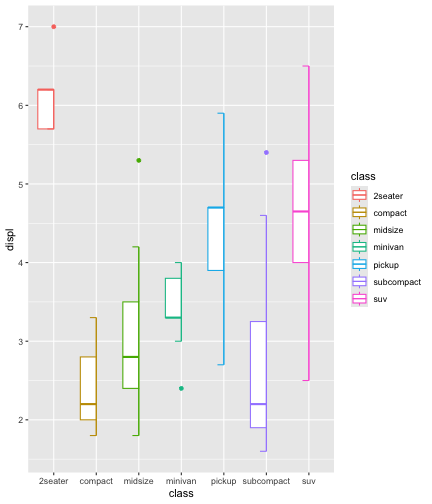 7
6
5
4
3
2
displ
2seater compact midsize minivan pickup subcompact suv
class
class
2seater
compact
midsize
minivan
pickup
subcompact
suv